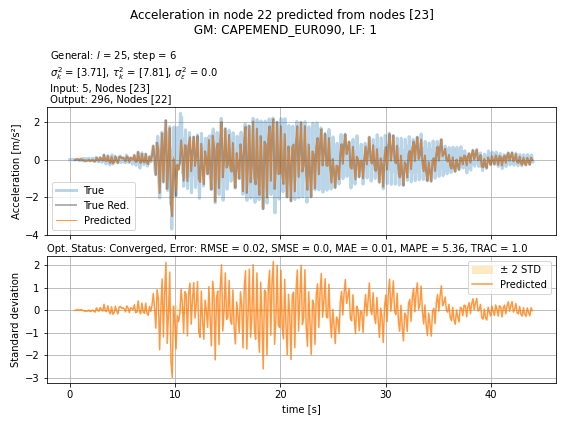 Acceleration in node 22 predicted from nodes [23]
GM: CAPEMEND_EUR090, LF: 1
General: l = 25, step = 6
σ²ₖ = [3.71], τ²ₖ = [7.81], σ²ᵣ = 0.0
Input: 5, Nodes [23]
Output: 296, Nodes [22]
Acceleration [m/s²]
2
0
−2
−4
True
True Red.
Predicted
Opt. Status: Converged, Error: RMSE = 0.02, SMSE = 0.0, MAE = 0.01, MAPE = 5.36, TRAC = 1.0
Standard deviation
2
1
0
−1
−2
−3
± 2 STD
Predicted
0 10 20 30 40
time [s]